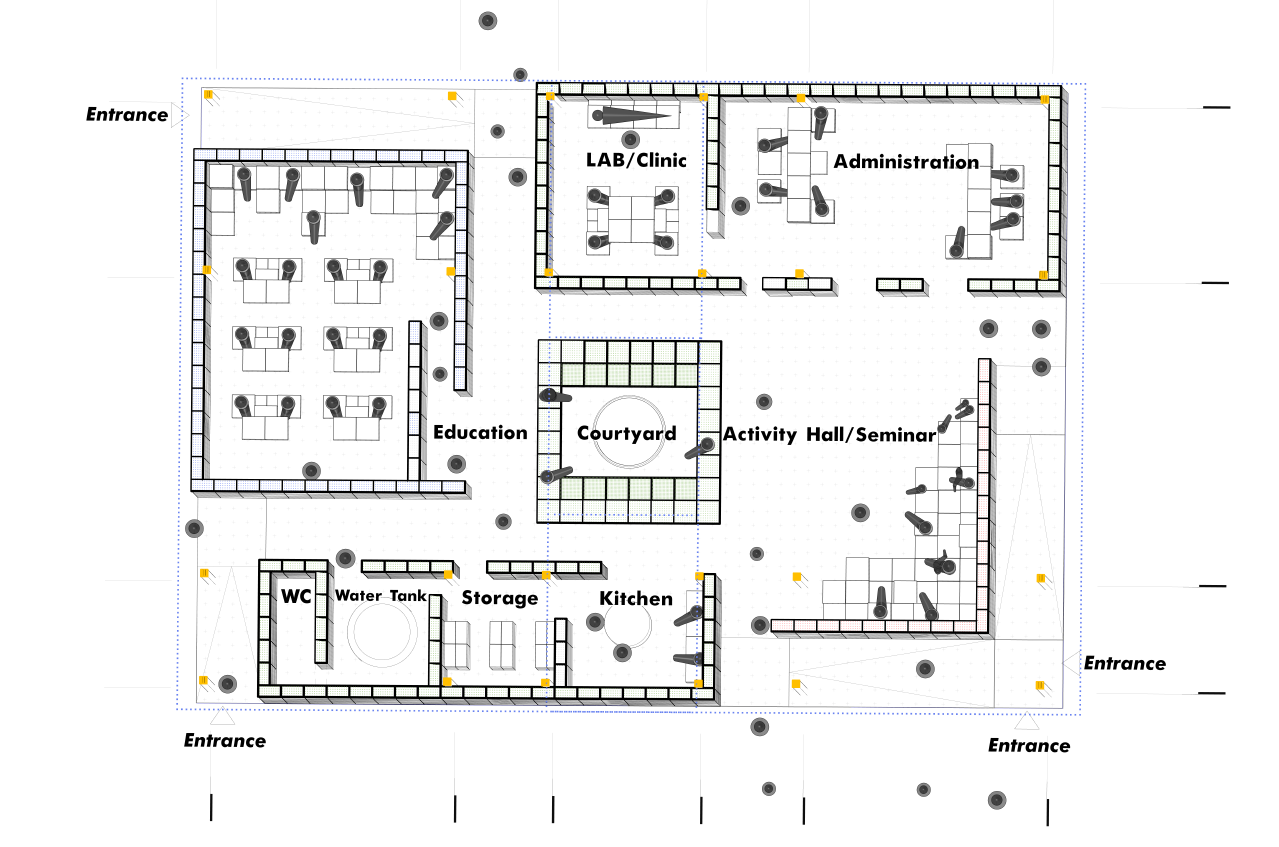 Entrance
LAB/Clinic
Administration
Education
Courtyard
Activity Hall/Seminar
WC
Water Tank
Storage
Kitchen
Entrance
Entrance
Entrance